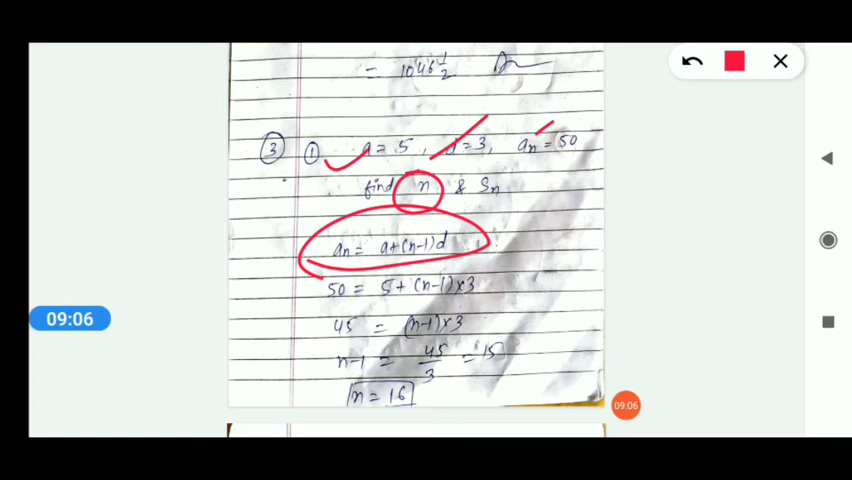 = 1046 1/2
③ ① a = 5, d = 3, an = 50
find n & Sn
an = a+(n-1)d
50 = 5+(n-1)×3
45 = (n-1)×3
n-1 = 45/3 = 15
n = 16
09:06
09:06